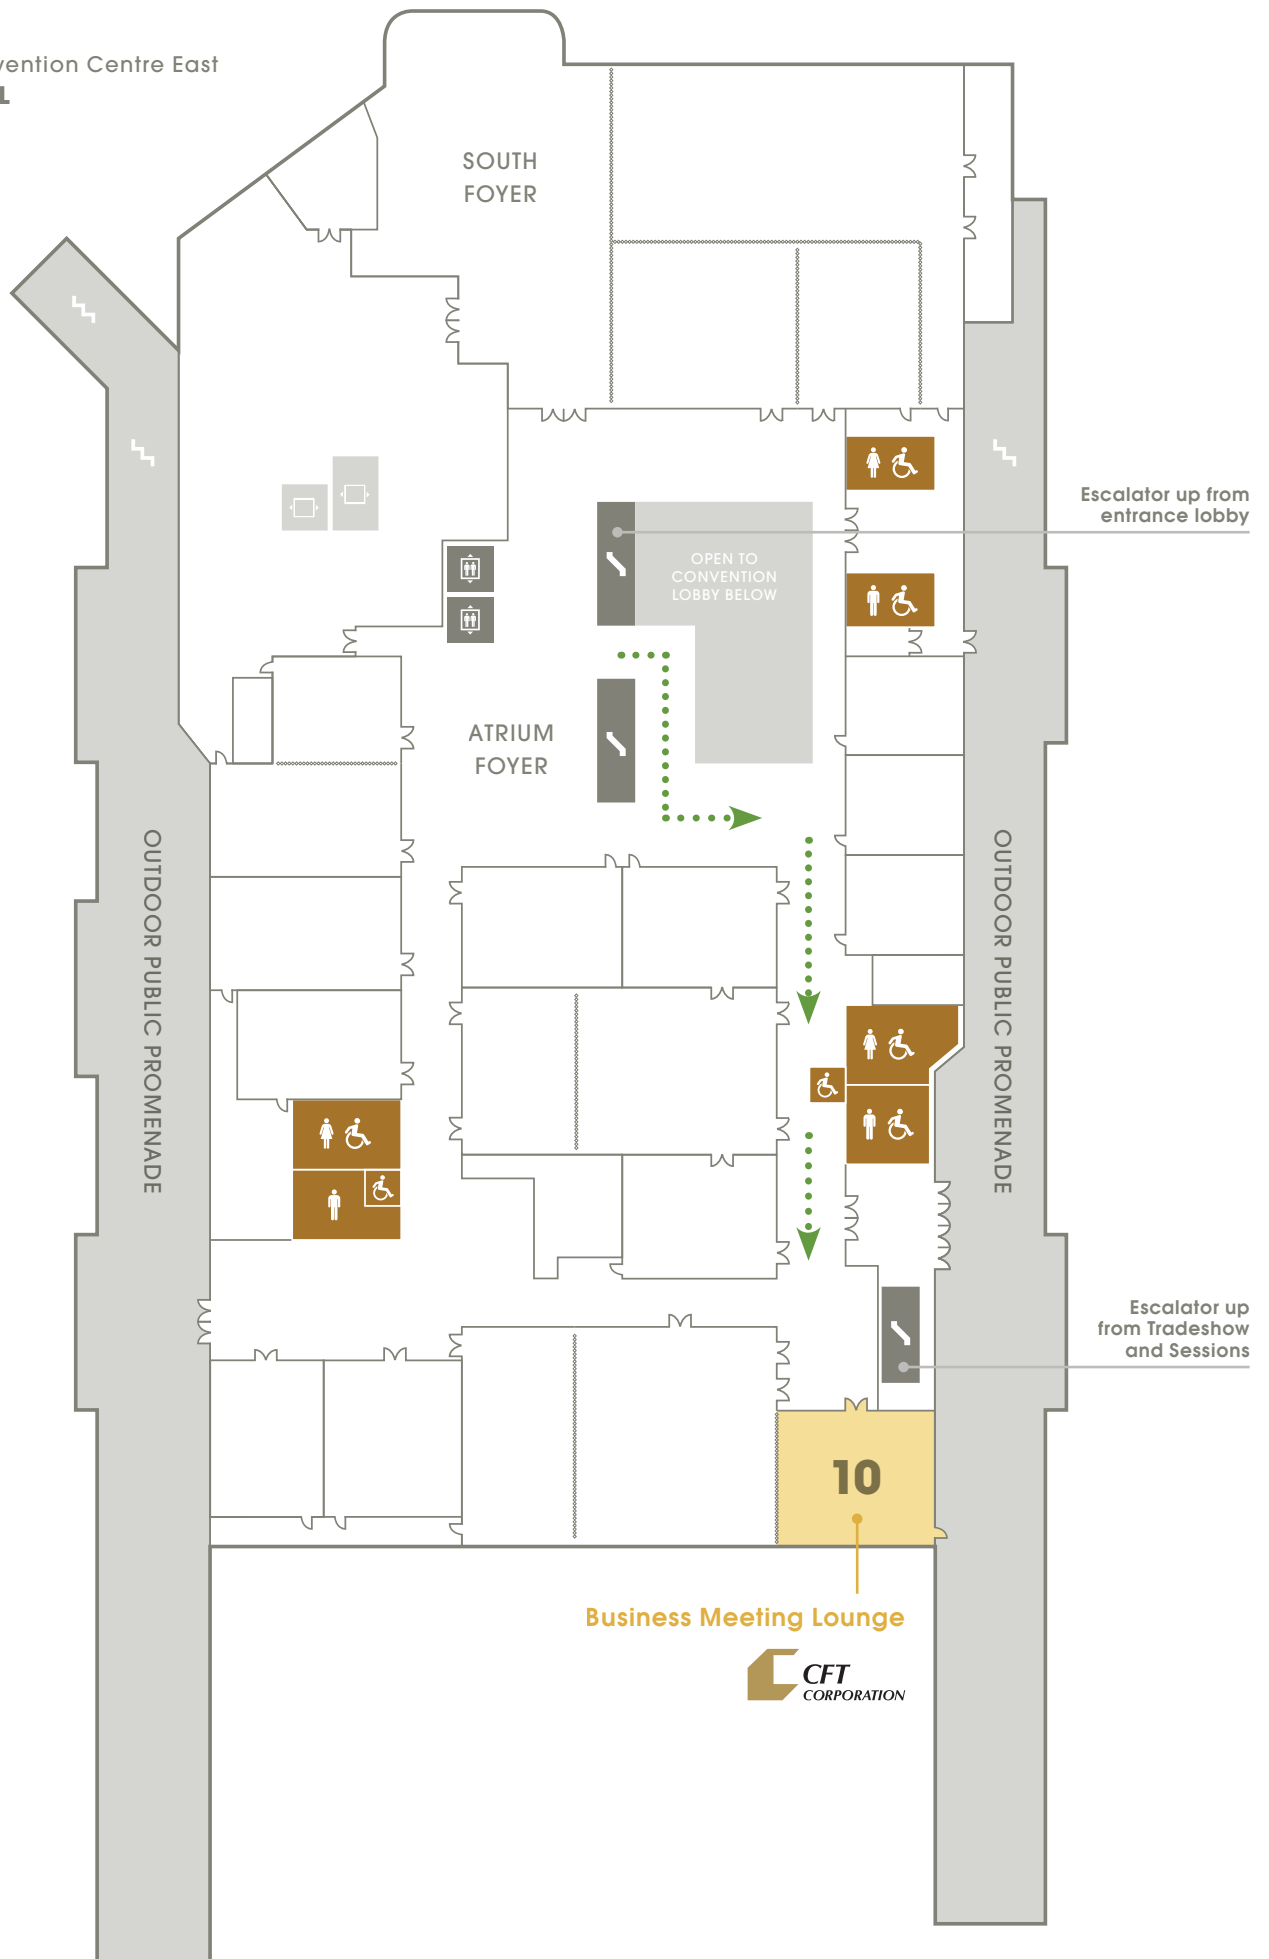 Centre East
SOUTH
FOYER
Escalator up from
entrance lobby
OPEN TO
CONVENTION
LOBBY BELOW
ATRIUM
FOYER
OUTDOOR PUBLIC PROMENADE
OUTDOOR PUBLIC PROMENADE
Escalator up
from Tradeshow
and Sessions
10
Business Meeting Lounge
CFT
CORPORATION